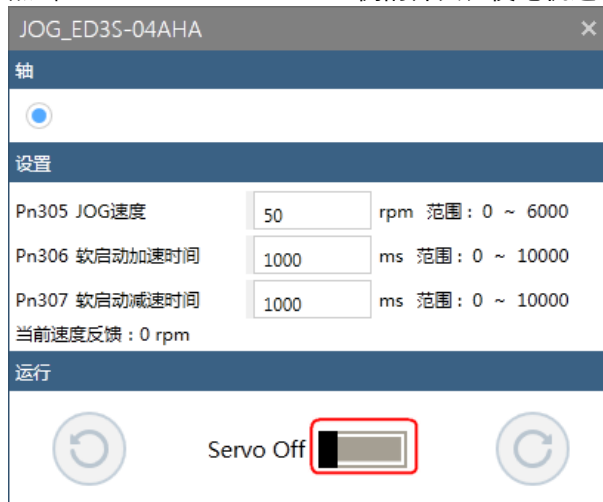 JOG_ED3S-04AHA ×
轴
设置
Pn305 JOG速度 50 rpm 范围：0 ~ 6000
Pn306 软启动加速时间 1000 ms 范围：0 ~ 10000
Pn307 软启动减速时间 1000 ms 范围：0 ~ 10000
当前速度反馈：0 rpm
运行
Servo Off